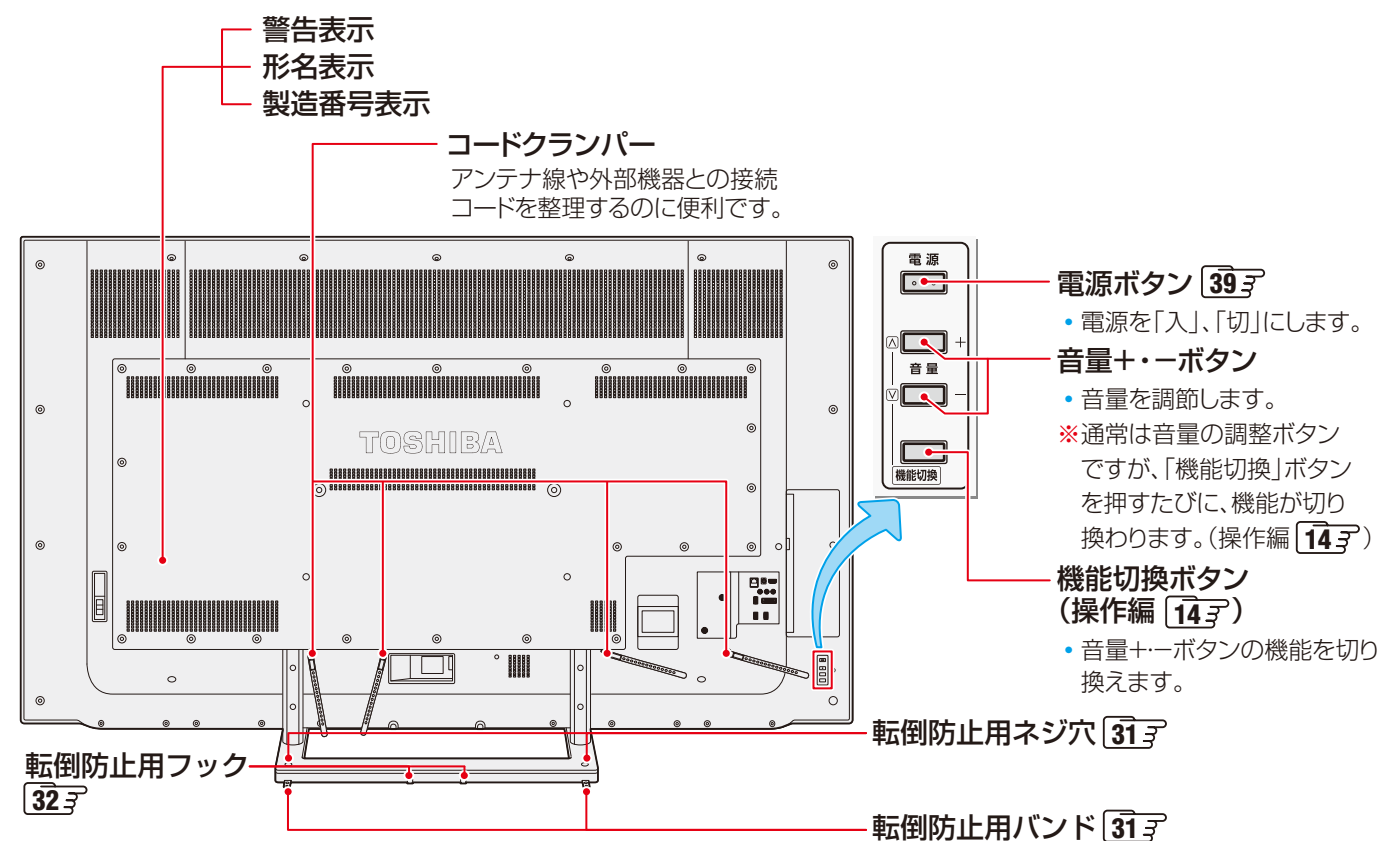 警告表示
形名表示
製造番号表示
コードクランパー
アンテナ線や外部機器との接続
コードを整理するのに便利です。
TOSHIBA
電源
＋
音量
－
機能切換
電源ボタン 39
• 電源を「入」、「切」にします。
音量＋・－ボタン
• 音量を調節します。
※通常は音量の調整ボタン
ですが、「機能切換」ボタン
を押すたびに、機能が切り
換わります。（操作編 14）
機能切換ボタン
（操作編 14）
• 音量＋・－ボタンの機能を切り
換えます。
転倒防止用ネジ穴 31
転倒防止用フック
32
転倒防止用バンド 31